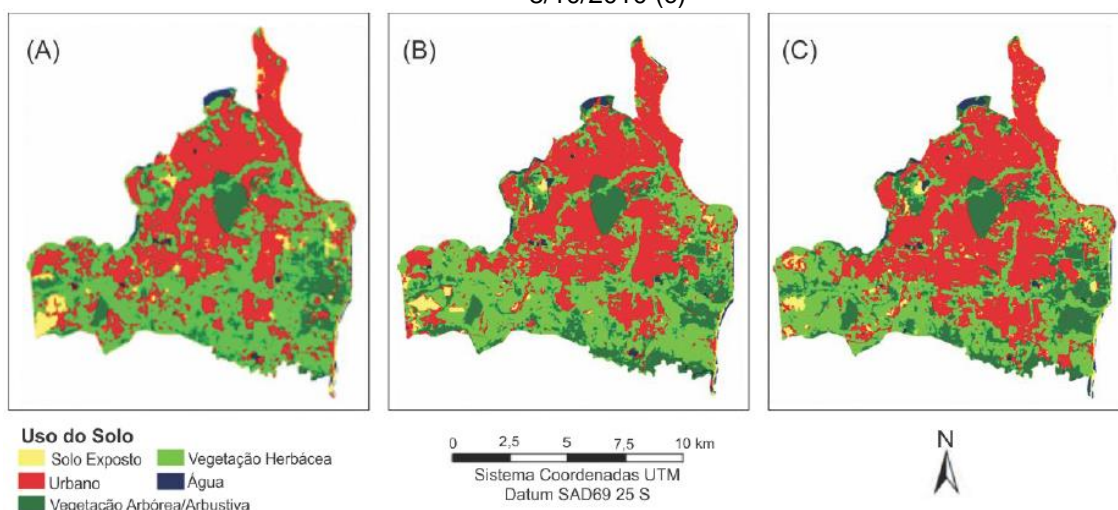 (A)
(B)
(C)
Uso do Solo
Solo Exposto
Vegetação Herbácea
Urbano
Água
Vegetação Arbórea/Arbustiva
0 2,5 5 7,5 10 km
Sistema Coordenadas UTM
Datum SAD69 25 S
N